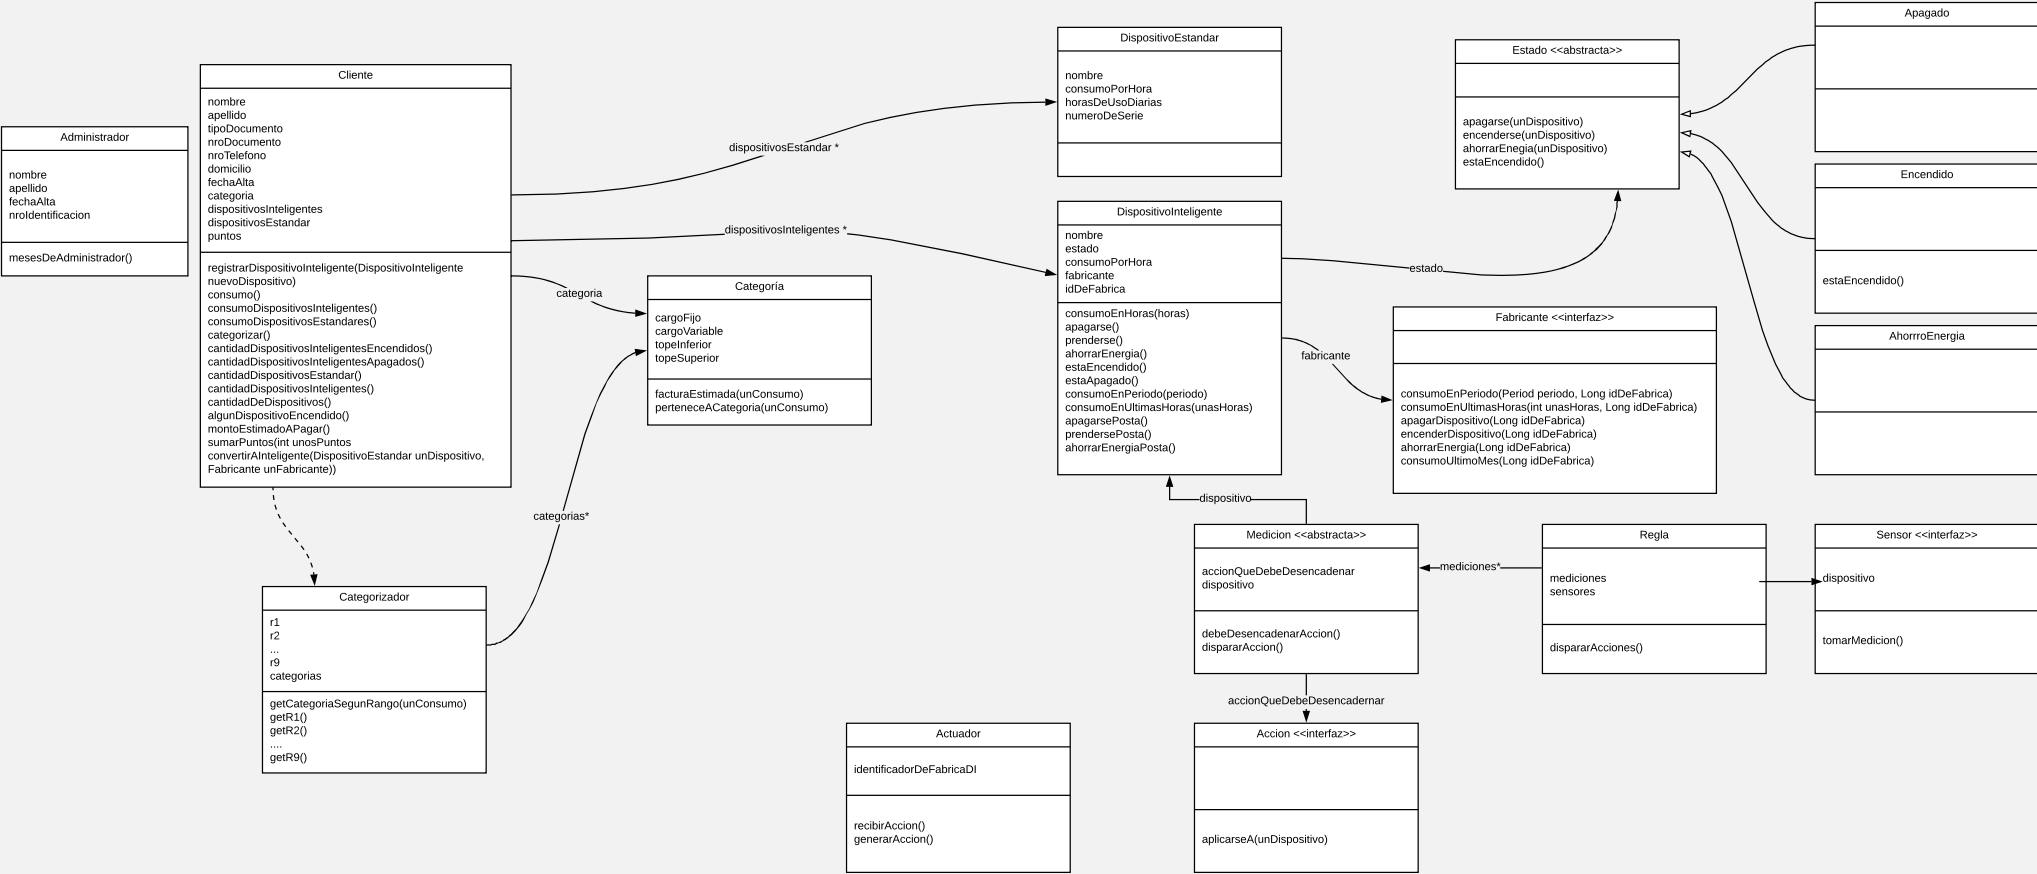 Administrador
nombre
apellido
fechaAlta
nroIdentificacion
mesesDeAdministrador()
Cliente
nombre
apellido
tipoDocumento
nroDocumento
nroTelefono
domicilio
fechaAlta
categoria
dispositivosInteligentes
dispositivosEstandar
puntos
registrarDispositivoInteligente(DispositivoInteligente
nuevoDispositivo)
consumo()
consumoDispositivosInteligentes()
consumoDispositivosEstandares()
categorizar()
cantidadDispositivosInteligentesEncendidos()
cantidadDispositivosInteligentesApagados()
cantidadDispositivosEstandar()
cantidadDispositivosInteligentes()
cantidadDeDispositivos()
algunDispositivoEncendido()
montoEstimadoAPagar()
sumarPuntos(int unosPuntos
convertirAInteligente(DispositivoEstandar unDispositivo,
Fabricante unFabricante))
dispositivosEstandar *
dispositivosInteligentes *
categoria
categorias*
Categorizador
r1
r2
...
r9
categorias
getCategoriaSegunRango(unConsumo)
getR1()
getR2()
....
getR9()
Categoría
cargoFijo
cargoVariable
topeInferior
topeSuperior
facturaEstimada(unConsumo)
perteneceACategoria(unConsumo)
DispositivoEstandar
nombre
consumoPorHora
horasDeUsoDiarias
numeroDeSerie
DispositivoInteligente
nombre
estado
consumoPorHora
fabricante
idDeFabrica
consumoEnHoras(horas)
apagarse()
prenderse()
ahorrarEnergia()
estaEncendido()
estaApagado()
consumoEnPeriodo(periodo)
consumoEnUltimasHoras(unasHoras)
apagarsePosta()
prendersePosta()
ahorrarEnergiaPosta()
estado
fabricante
dispositivo
Estado <<abstracta>>
apagarse(unDispositivo)
encenderse(unDispositivo)
ahorrarEnegia(unDispositivo)
estaEncendido()
Fabricante <<interfaz>>
consumoEnPeriodo(Period periodo, Long idDeFabrica)
consumoEnUltimasHoras(int unasHoras, Long idDeFabrica)
apagarDispositivo(Long idDeFabrica)
encenderDispositivo(Long idDeFabrica)
ahorrarEnergia(Long idDeFabrica)
consumoUltimoMes(Long idDeFabrica)
Apagado
Encendido
estaEncendido()
AhorrroEnergia
Medicion <<abstracta>>
accionQueDebeDesencadenar
dispositivo
debeDesencadenarAccion()
dispararAccion()
mediciones*
Regla
mediciones
sensores
dispararAcciones()
Sensor <<interfaz>>
dispositivo
tomarMedicion()
accionQueDebeDesencadernar
Actuador
identificadorDeFabricaDI
recibirAccion()
generarAccion()
Accion <<interfaz>>
aplicarseA(unDispositivo)